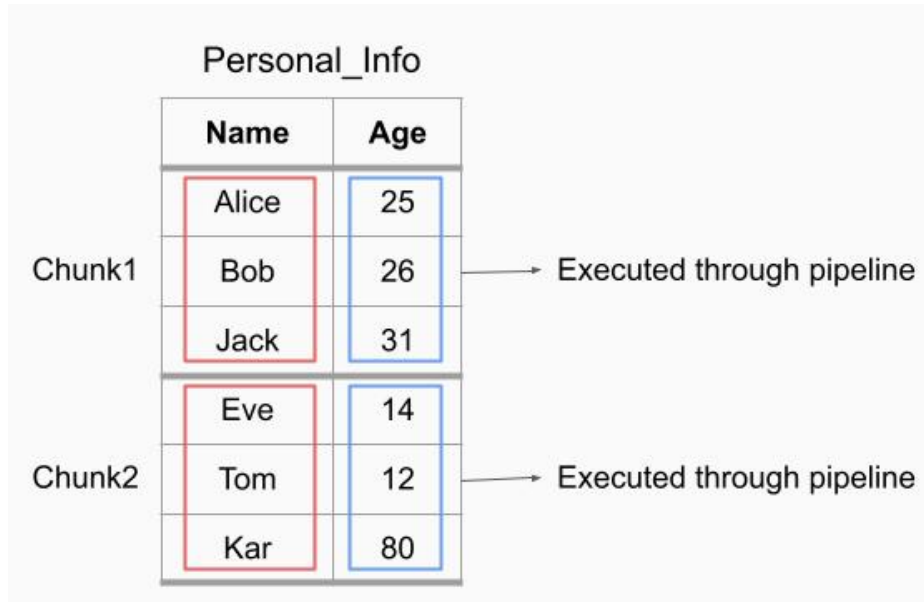 Personal_Info
Name Age
Alice 25
Chunk1 Bob 26 Executed through pipeline
Jack 31
Eve 14
Chunk2 Tom 12 Executed through pipeline
Kar 80